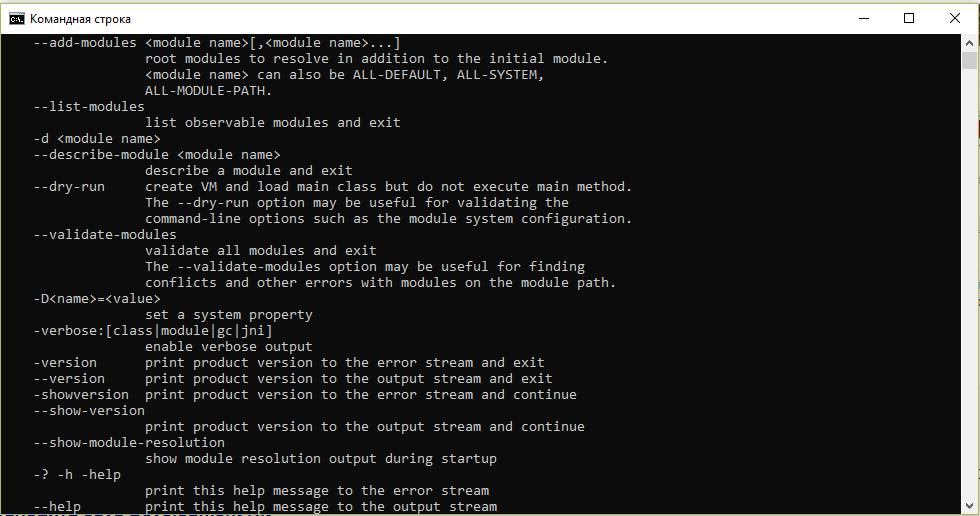 Командная строка
--add-modules <module name>[,<module name>...]
root modules to resolve in addition to the initial module.
<module name> can also be ALL-DEFAULT, ALL-SYSTEM,
ALL-MODULE-PATH.
--list-modules
list observable modules and exit
-d <module name>
--describe-module <module name>
describe a module and exit
--dry-run create VM and load main class but do not execute main method.
The --dry-run option may be useful for validating the
command-line options such as the module system configuration.
--validate-modules
validate all modules and exit
The --validate-modules option may be useful for finding
conflicts and other errors with modules on the module path.
-D<name>=<value>
set a system property
-verbose:[class|module|gc|jni]
enable verbose output
-version print product version to the error stream and exit
--version print product version to the output stream and exit
-showversion print product version to the error stream and continue
--show-version
print product version to the output stream and continue
--show-module-resolution
show module resolution output during startup
-? -h -help
print this help message to the error stream
--help print this help message to the output stream